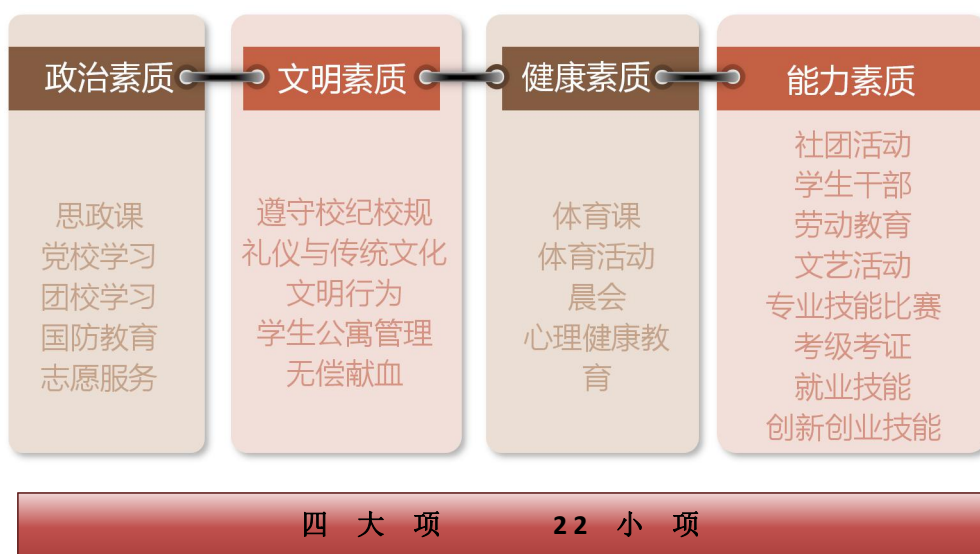 政治素质
思政课
党校学习
团校学习
国防教育
志愿服务
文明素质
遵守校纪校规
礼仪与传统文化
文明行为
学生公寓管理
无偿献血
健康素质
体育课
体育活动
晨会
心理健康教
育
能力素质
社团活动
学生干部
劳动教育
文艺活动
专业技能比赛
考级考证
就业技能
创新创业技能
四 大 项 22 小 项